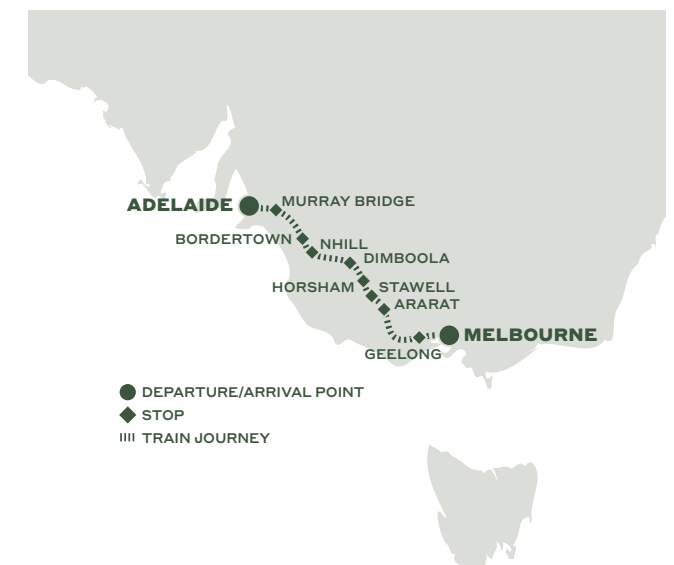 ADELAIDE
MURRAY BRIDGE
BORDERTOWN
NHILL
DIMBOOLA
HORSHAM
STAWELL
ARARAT
MELBOURNE
GEELONG
DEPARTURE/ARRIVAL POINT
STOP
TRAIN JOURNEY